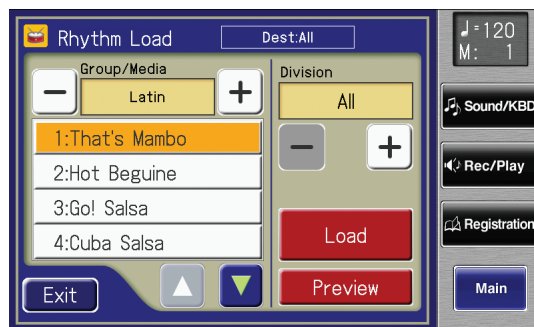 Rhythm Load
Dest:All
Group/Media
− Latin +
1:That's Mambo
2:Hot Beguine
3:Go! Salsa
4:Cuba Salsa
Exit
Division
All
− +
Load
Preview
♩=120
M: 1
Sound/KBD
Rec/Play
Registration
Main